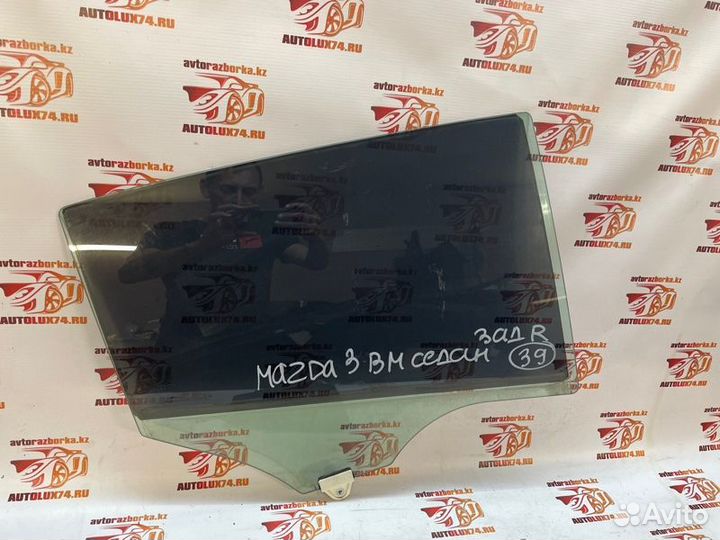 avtorazborka.kz
AUTOLUX74.RU
MAZDA 3 BM седан
зад R
39
Avito